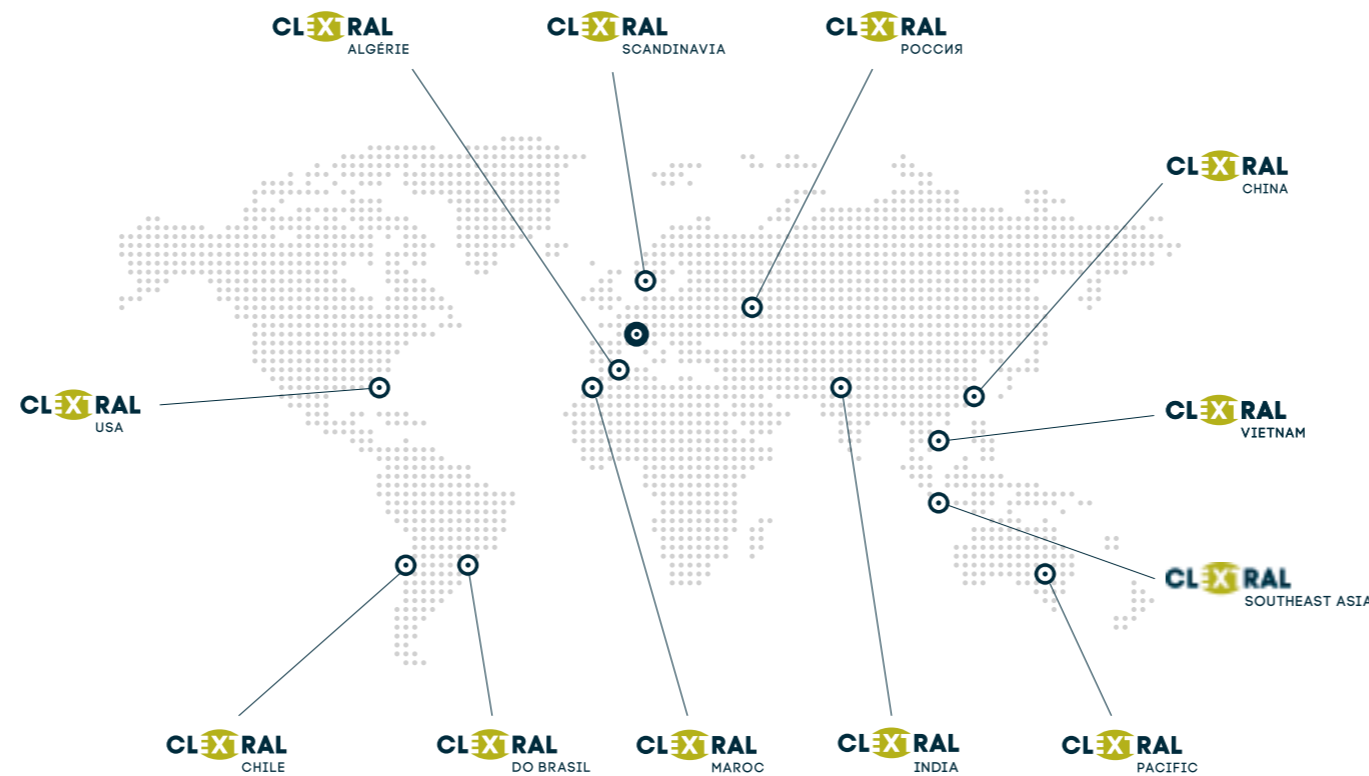 CLEXTRAL
ALGÉRIE
CLEXTRAL
SCANDINAVIA
CLEXTRAL
РОССИЯ
CLEXTRAL
CHINA
CLEXTRAL
USA
CLEXTRAL
VIETNAM
CLEXTRAL
SOUTHEAST ASIA
CLEXTRAL
CHILE
CLEXTRAL
DO BRASIL
CLEXTRAL
MAROC
CLEXTRAL
INDIA
CLEXTRAL
PACIFIC